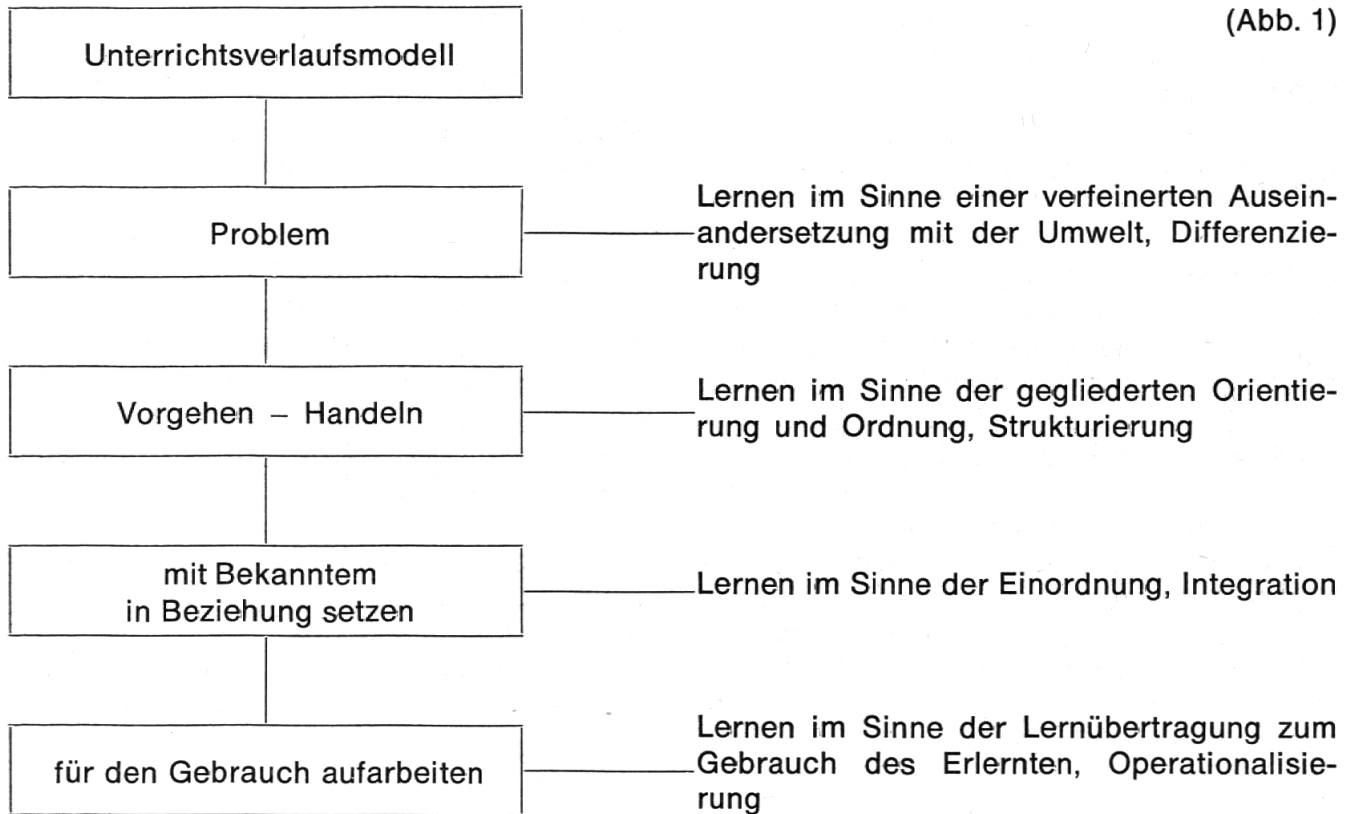 (Abb. 1)
Unterrichtsverlaufsmodell
Problem
Lernen im Sinne einer verfeinerten Ausein-
andersetzung mit der Umwelt, Differenzie-
rung
Vorgehen – Handeln
Lernen im Sinne der gegliederten Orientie-
rung und Ordnung, Strukturierung
mit Bekanntem
in Beziehung setzen
Lernen im Sinne der Einordnung, Integration
für den Gebrauch aufarbeiten
Lernen im Sinne der Lernübertragung zum
Gebrauch des Erlernten, Operationalisie-
rung